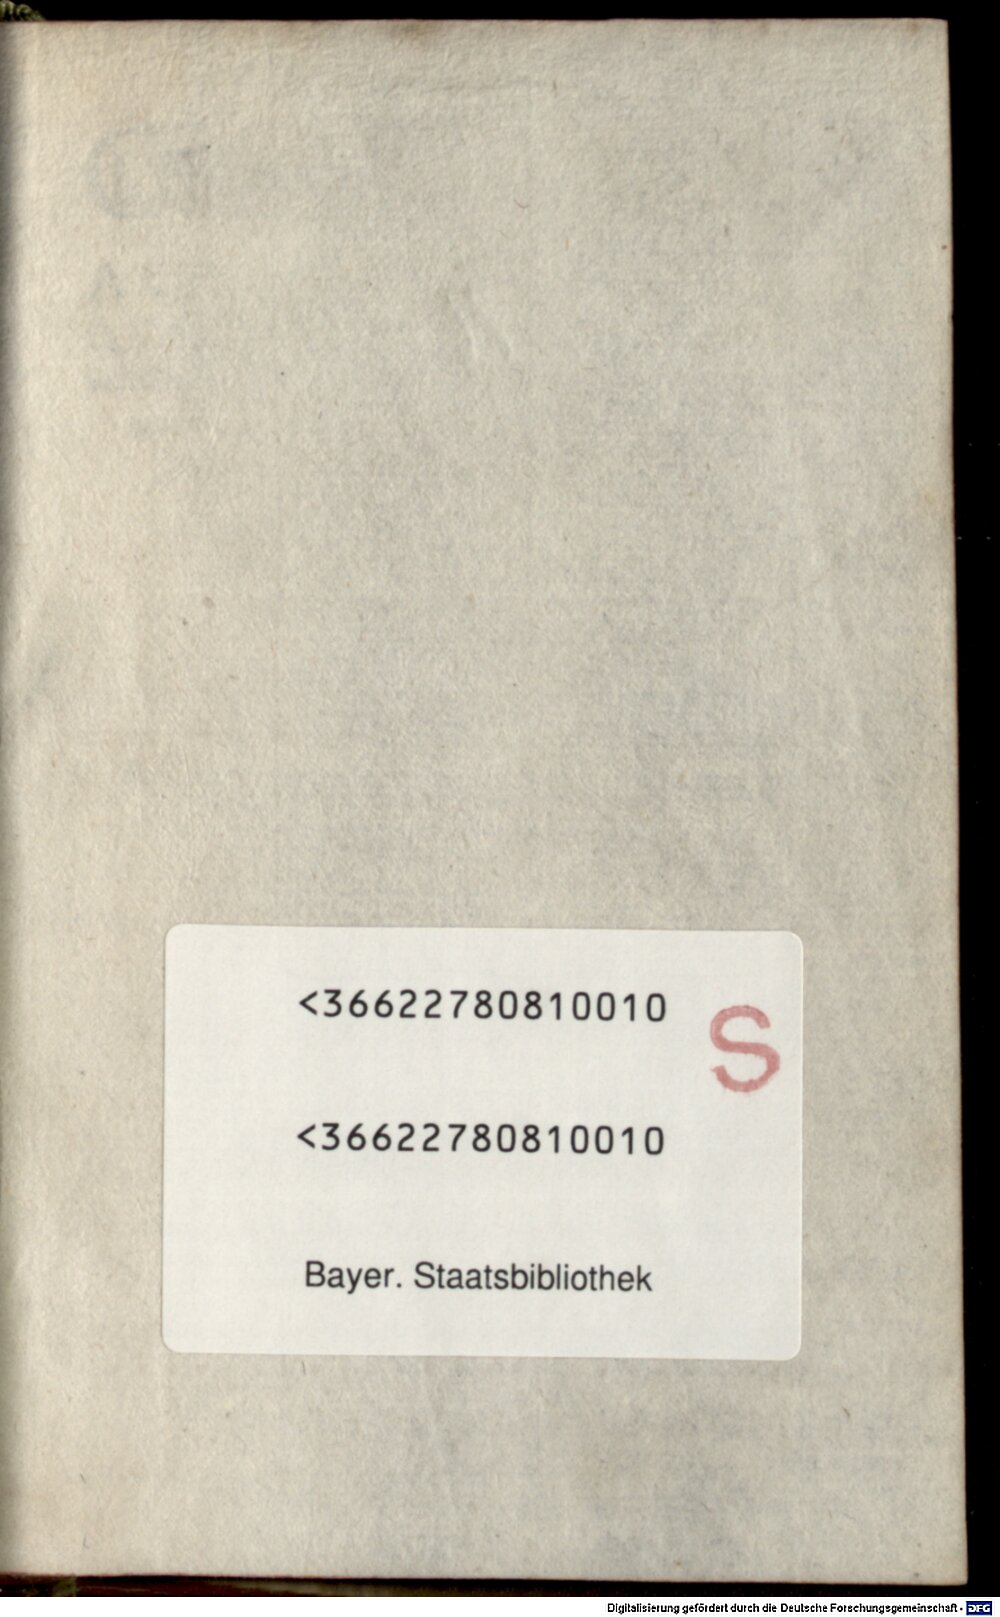 <36622780810010
S
<36622780810010
Bayer. Staatsbibliothek
Digitalisierung gefördert durch die Deutsche Forschungsgemeinschaft - DFG